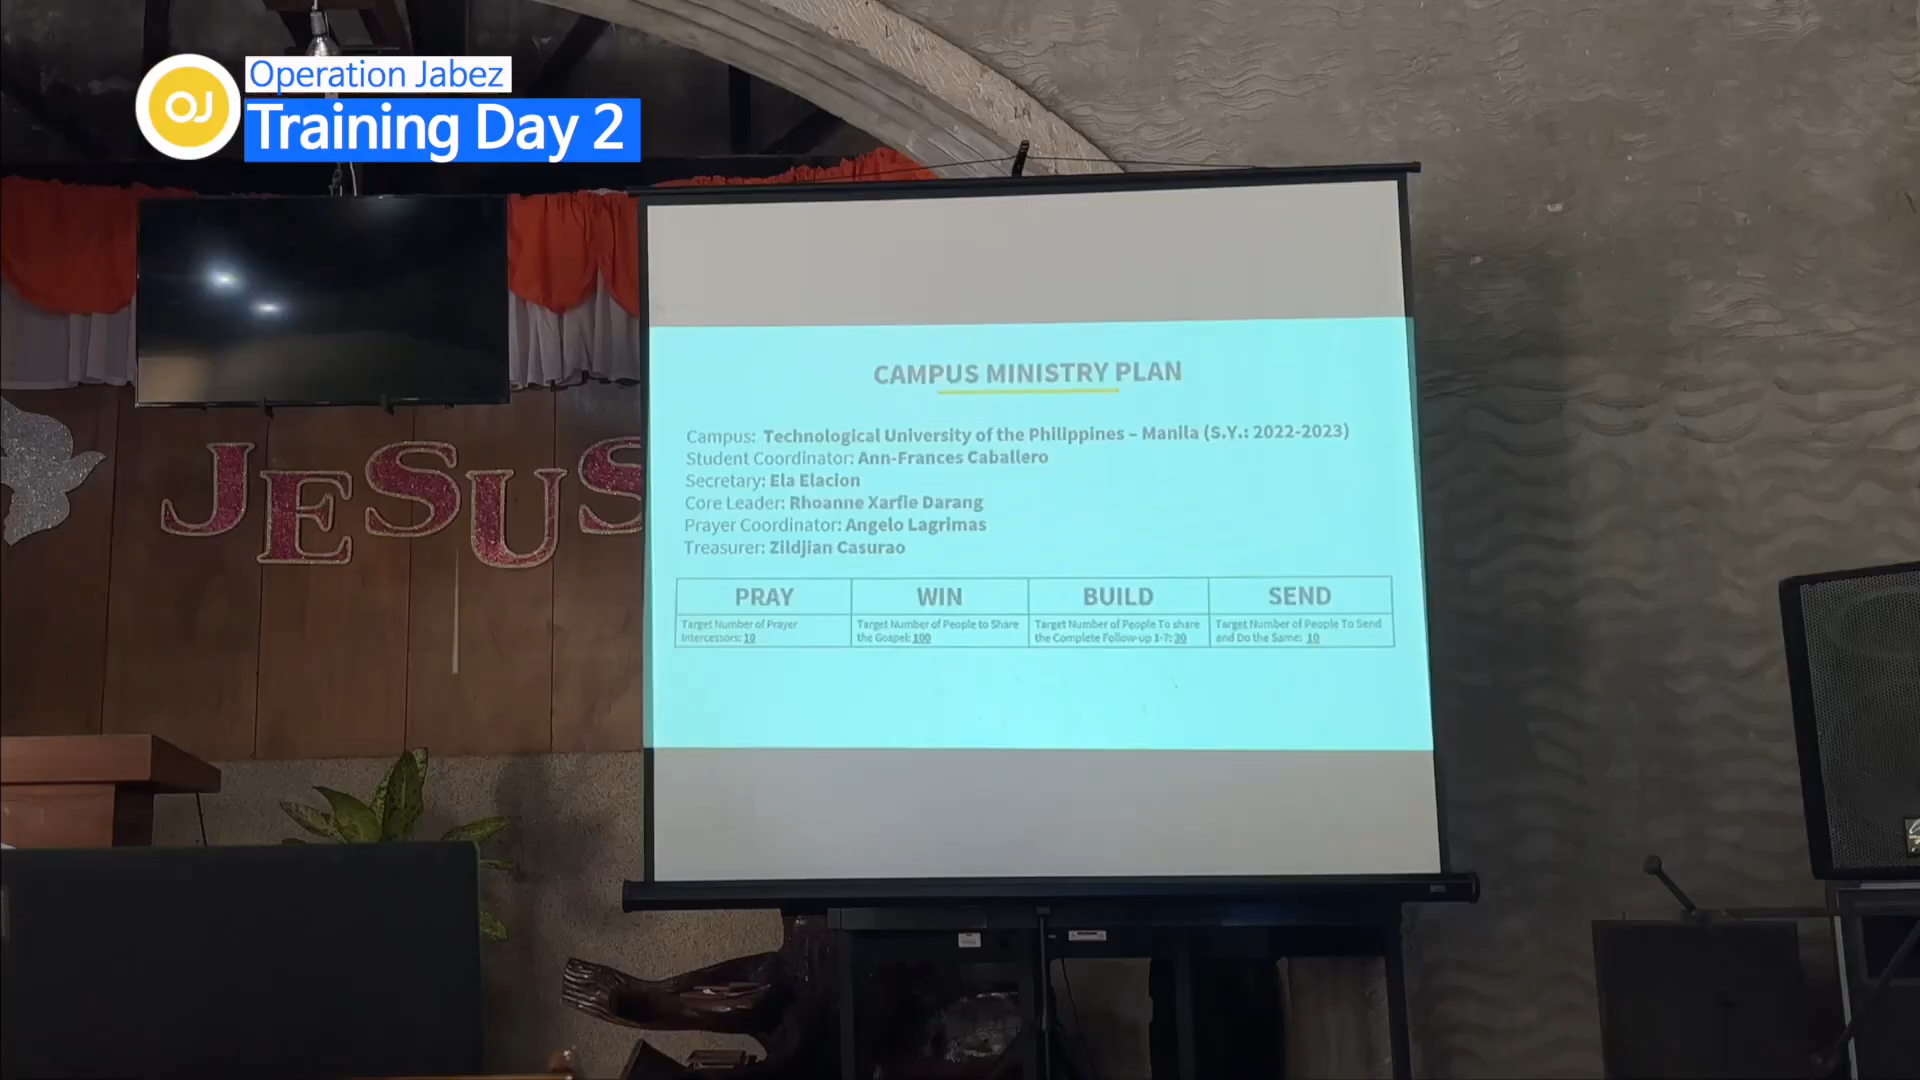 OJ
Operation Jabez
Training Day 2
JESUS
CAMPUS MINISTRY PLAN
Campus: Technological University of the Philippines – Manila (S.Y.: 2022-2023)
Student Coordinator: Ann-Frances Caballero
Secretary: Ela Elacion
Core Leader: Rhoanne Xarfie Darang
Prayer Coordinator: Angelo Lagrimas
Treasurer: Zildjian Casurao
PRAY WIN BUILD SEND
Target Number of Prayer
Intercessors: 10
Target Number of People to Share
the Gospel: 100
Target Number of People To share
the Complete Follow-up 1-7: 30
Target Number of People To Send
and Do the Same: 10